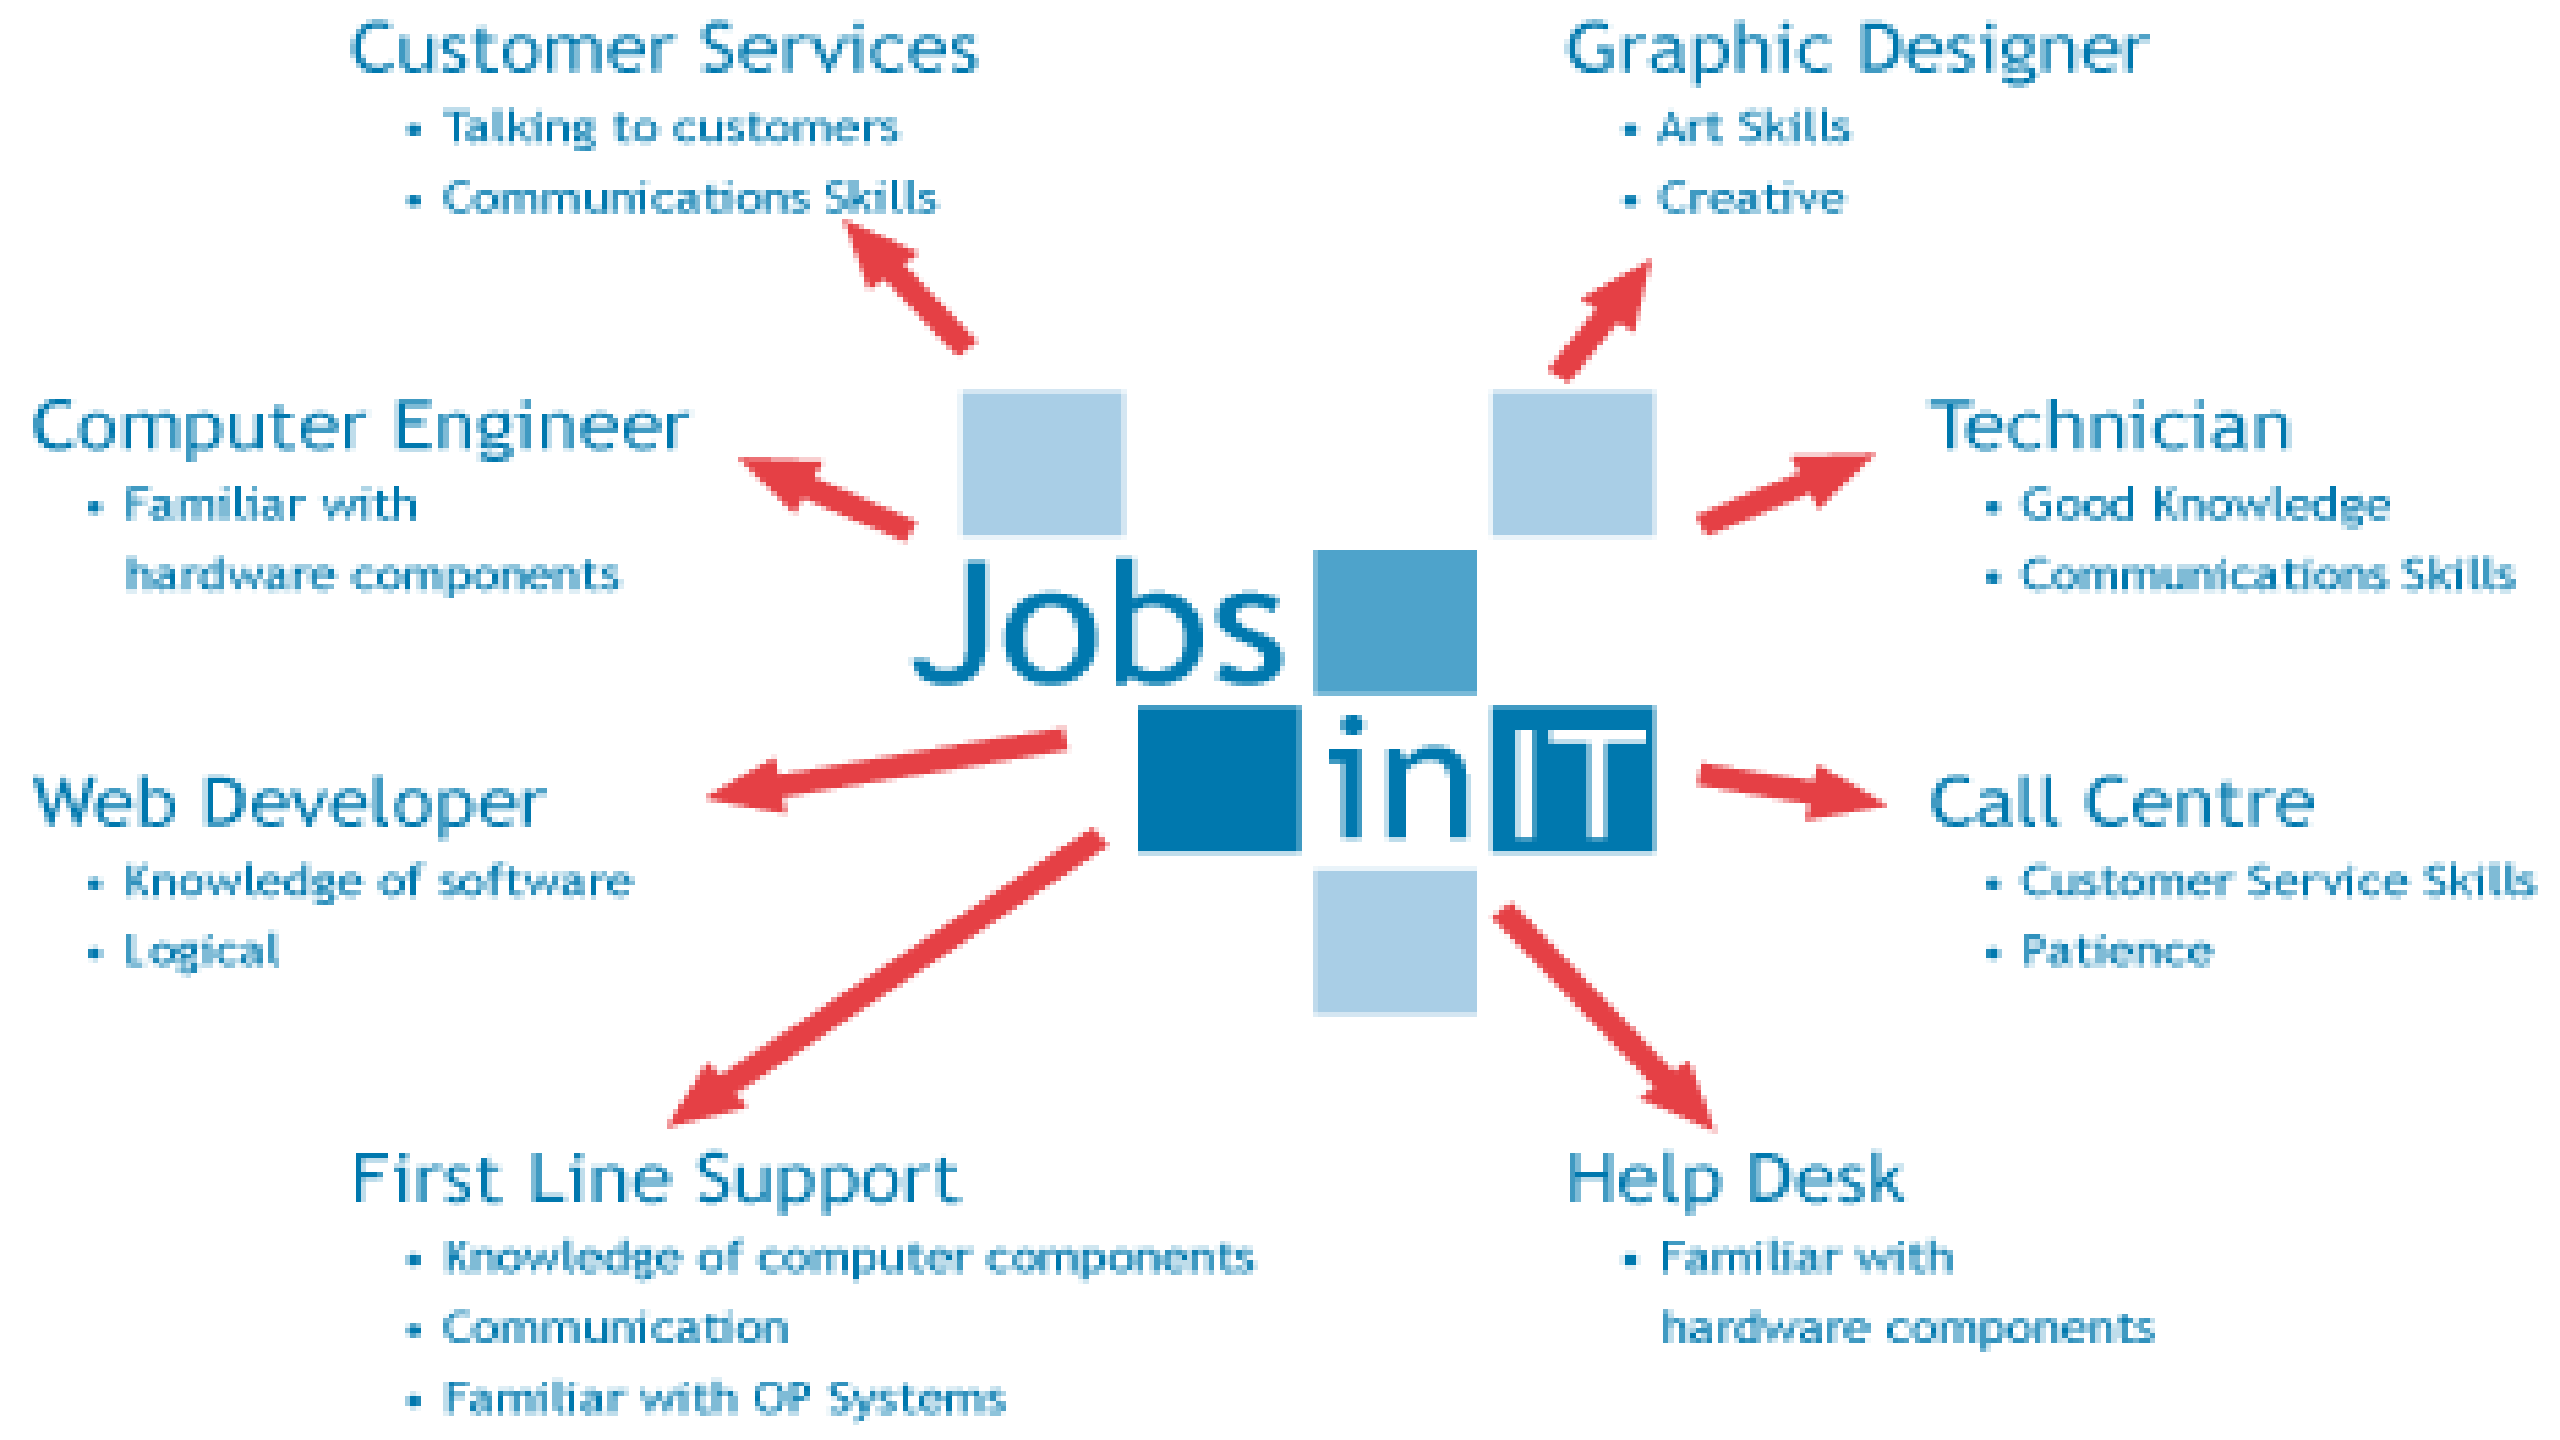 Customer Services
• Talking to customers
• Communications Skills
Graphic Designer
• Art Skills
• Creative
Computer Engineer
• Familiar with
hardware components
Technician
• Good Knowledge
• Communications Skills
Jobs
in IT
Web Developer
• Knowledge of software
• Logical
Call Centre
• Customer Service Skills
• Patience
First Line Support
• Knowledge of computer components
• Communication
• Familiar with OP Systems
Help Desk
• Familiar with
hardware components